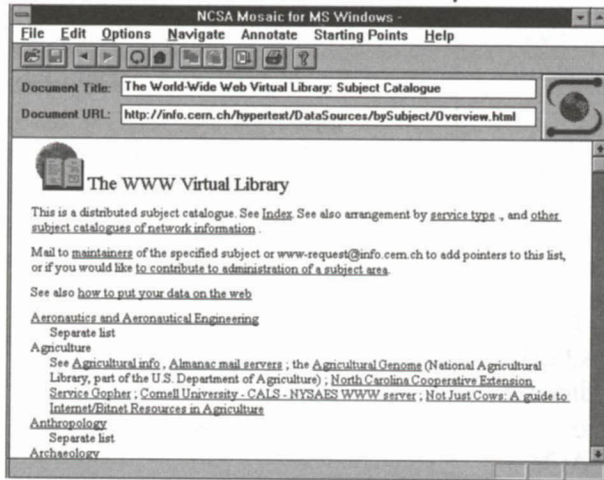 NCSA Mosaic for MS Windows -
File Edit Options Navigate Annotate Starting Points Help
Document Title: The World-Wide Web Virtual Library: Subject Catalogue
Document URL: http://info.cern.ch/hypertext/DataSources/bySubject/Overview.html
The WWW Virtual Library
This is a distributed subject catalogue. See Index. See also arrangement by service type ., and other
subject catalogues of network information .
Mail to maintainers of the specified subject or www-request@info.cern.ch to add pointers to this list,
or if you would like to contribute to administration of a subject area.
See also how to put your data on the web
Aeronautics and Aeronautical Engineering
Separate list
Agriculture
See Agricultural info , Almanac mail servers ; the Agricultural Genome (National Agricultural
Library, part of the U.S. Department of Agriculture) ; North Carolina Cooperative Extension
Service Gopher ; Cornell University - CALS - NYSAES WWW server ; Not Just Cows: A guide to
Internet/Bitnet Resources in Agriculture
Anthropology
Separate list
Archaeology